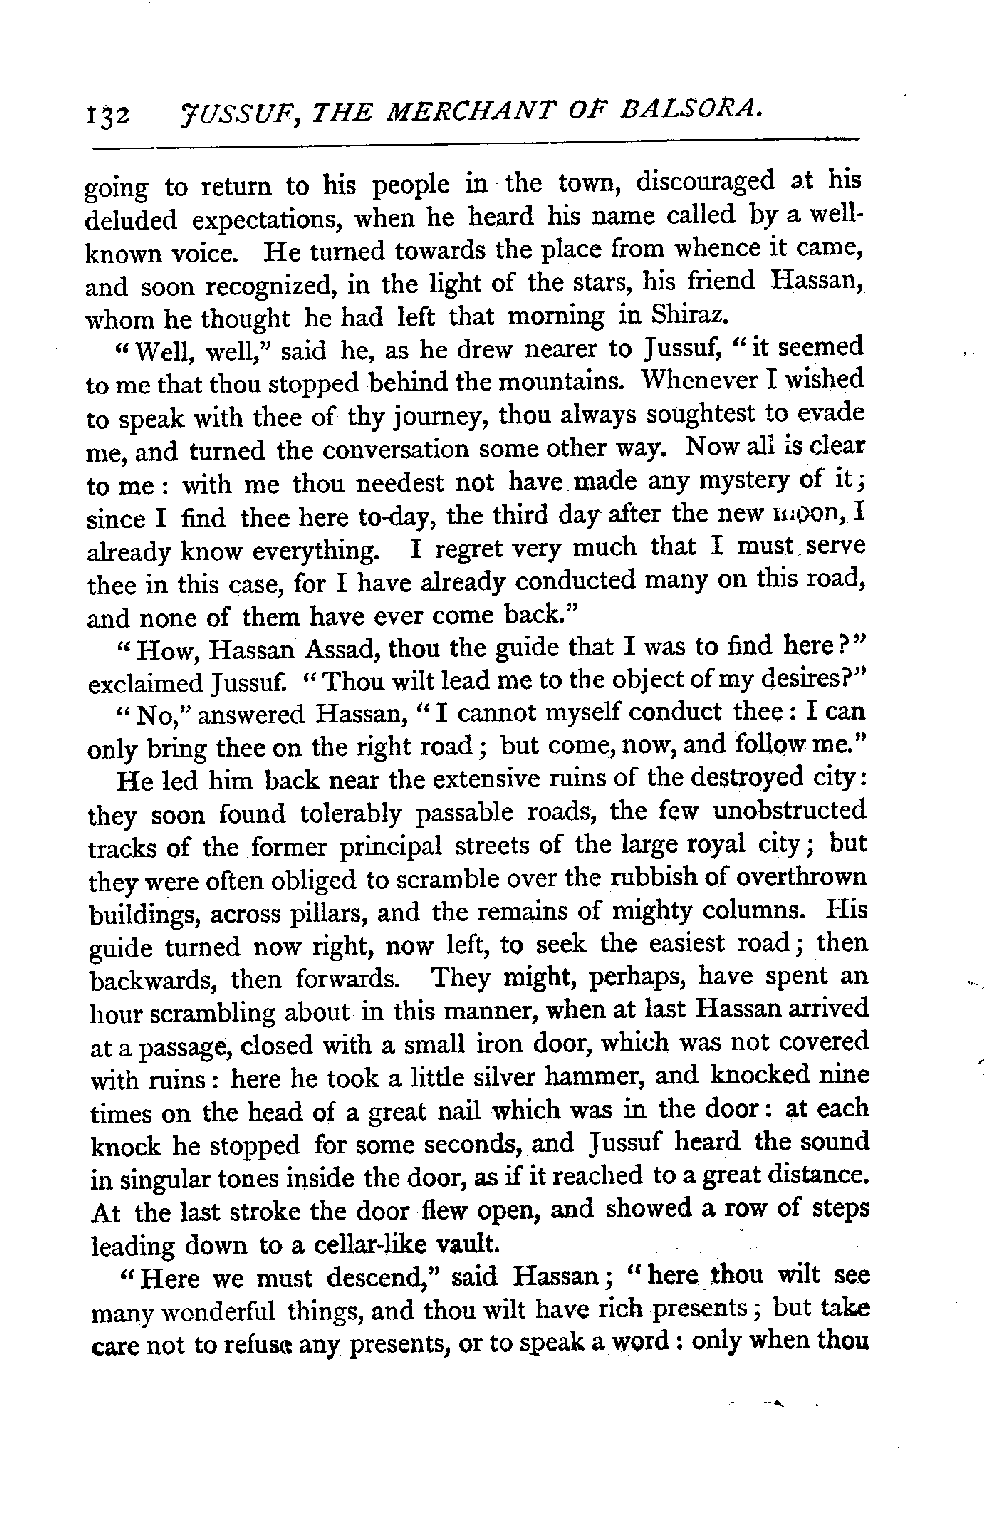 132 JUSSUF, THE MERCHANT OF BALSORA.
going to return to his people in the town, discouraged at his
deluded expectations, when he heard his name called by a well-
known voice. He turned towards the place from whence it came,
and soon recognized, in the light of the stars, his friend Hassan,
whom he thought he had left that morning in Shiraz.
"Well, well," said he, as he drew nearer to Jussuf, "it seemed
to me that thou stopped behind the mountains. Whenever I wished
to speak with thee of thy journey, thou always soughtest to evade
me, and turned the conversation some other way. Now all is clear
to me: with me thou needest not have made any mystery of it;
since I find thee here to-day, the third day after the new moon, I
already know everything. I regret very much that I must serve
thee in this case, for I have already conducted many on this road,
and none of them have ever come back."
"How, Hassan Assad, thou the guide that I was to find here?"
exclaimed Jussuf. "Thou wilt lead me to the object of my desires?"
"No," answered Hassan, "I cannot myself conduct thee: I can
only bring thee on the right road; but come, now, and follow me."
He led him back near the extensive ruins of the destroyed city:
they soon found tolerably passable roads, the few unobstructed
tracks of the former principal streets of the large royal city; but
they were often obliged to scramble over the rubbish of overthrown
buildings, across pillars, and the remains of mighty columns. His
guide turned now right, now left, to seek the easiest road; then
backwards, then forwards. They might, perhaps, have spent an
hour scrambling about in this manner, when at last Hassan arrived
at a passage, closed with a small iron door, which was not covered
with ruins: here he took a little silver hammer, and knocked nine
times on the head of a great nail which was in the door: at each
knock he stopped for some seconds, and Jussuf heard the sound
in singular tones inside the door, as if it reached to a great distance.
At the last stroke the door flew open, and showed a row of steps
leading down to a cellar-like vault.
"Here we must descend," said Hassan; "here thou wilt see
many wonderful things, and thou wilt have rich presents; but take
care not to refuse any presents, or to speak a word: only when thou